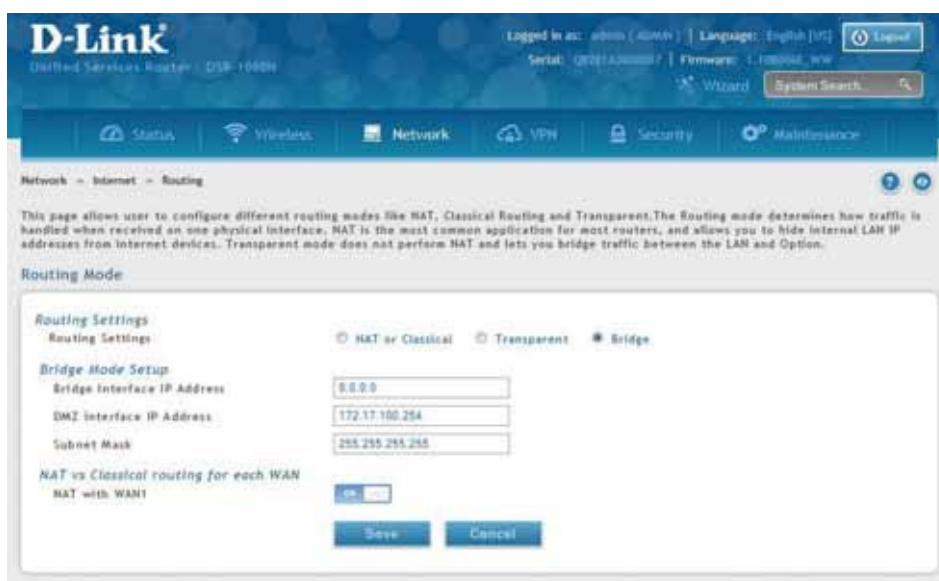 D-Link
Unified Services Router - DSR-1000N
Logged in as: admin ( ADMIN ) | Language: English [US]
Logout
Serial: | Firmware:
Wizard
System Search...
Status
Wireless
Network
VPN
Security
Maintenance
Network » Internet » Routing
This page allows user to configure different routing modes like NAT, Classical Routing and Transparent.The Routing mode determines how traffic is
handled when received on one physical interface. NAT is the most common application for most routers, and allows you to hide internal LAN IP
addresses from internet devices. Transparent mode does not perform NAT and lets you bridge traffic between the LAN and Option.
Routing Mode
Routing Settings
Routing Settings
NAT or Classical
Transparent
Bridge
Bridge Mode Setup
Bridge Interface IP Address
0.0.0.0
DMZ Interface IP Address
172.17.100.254
Subnet Mask
255.255.255.255
NAT vs Classical routing for each WAN
NAT with WAN1
ON
Save
Cancel